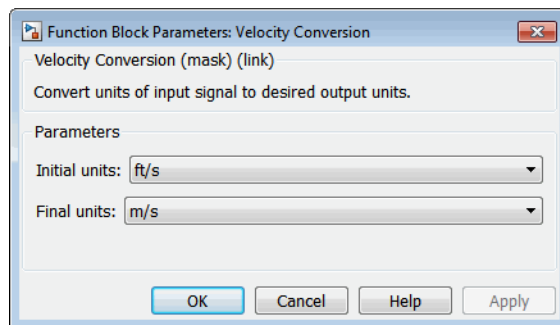 Function Block Parameters: Velocity Conversion
Velocity Conversion (mask) (link)
Convert units of input signal to desired output units.
Parameters
Initial units: ft/s
Final units: m/s
OK Cancel Help Apply